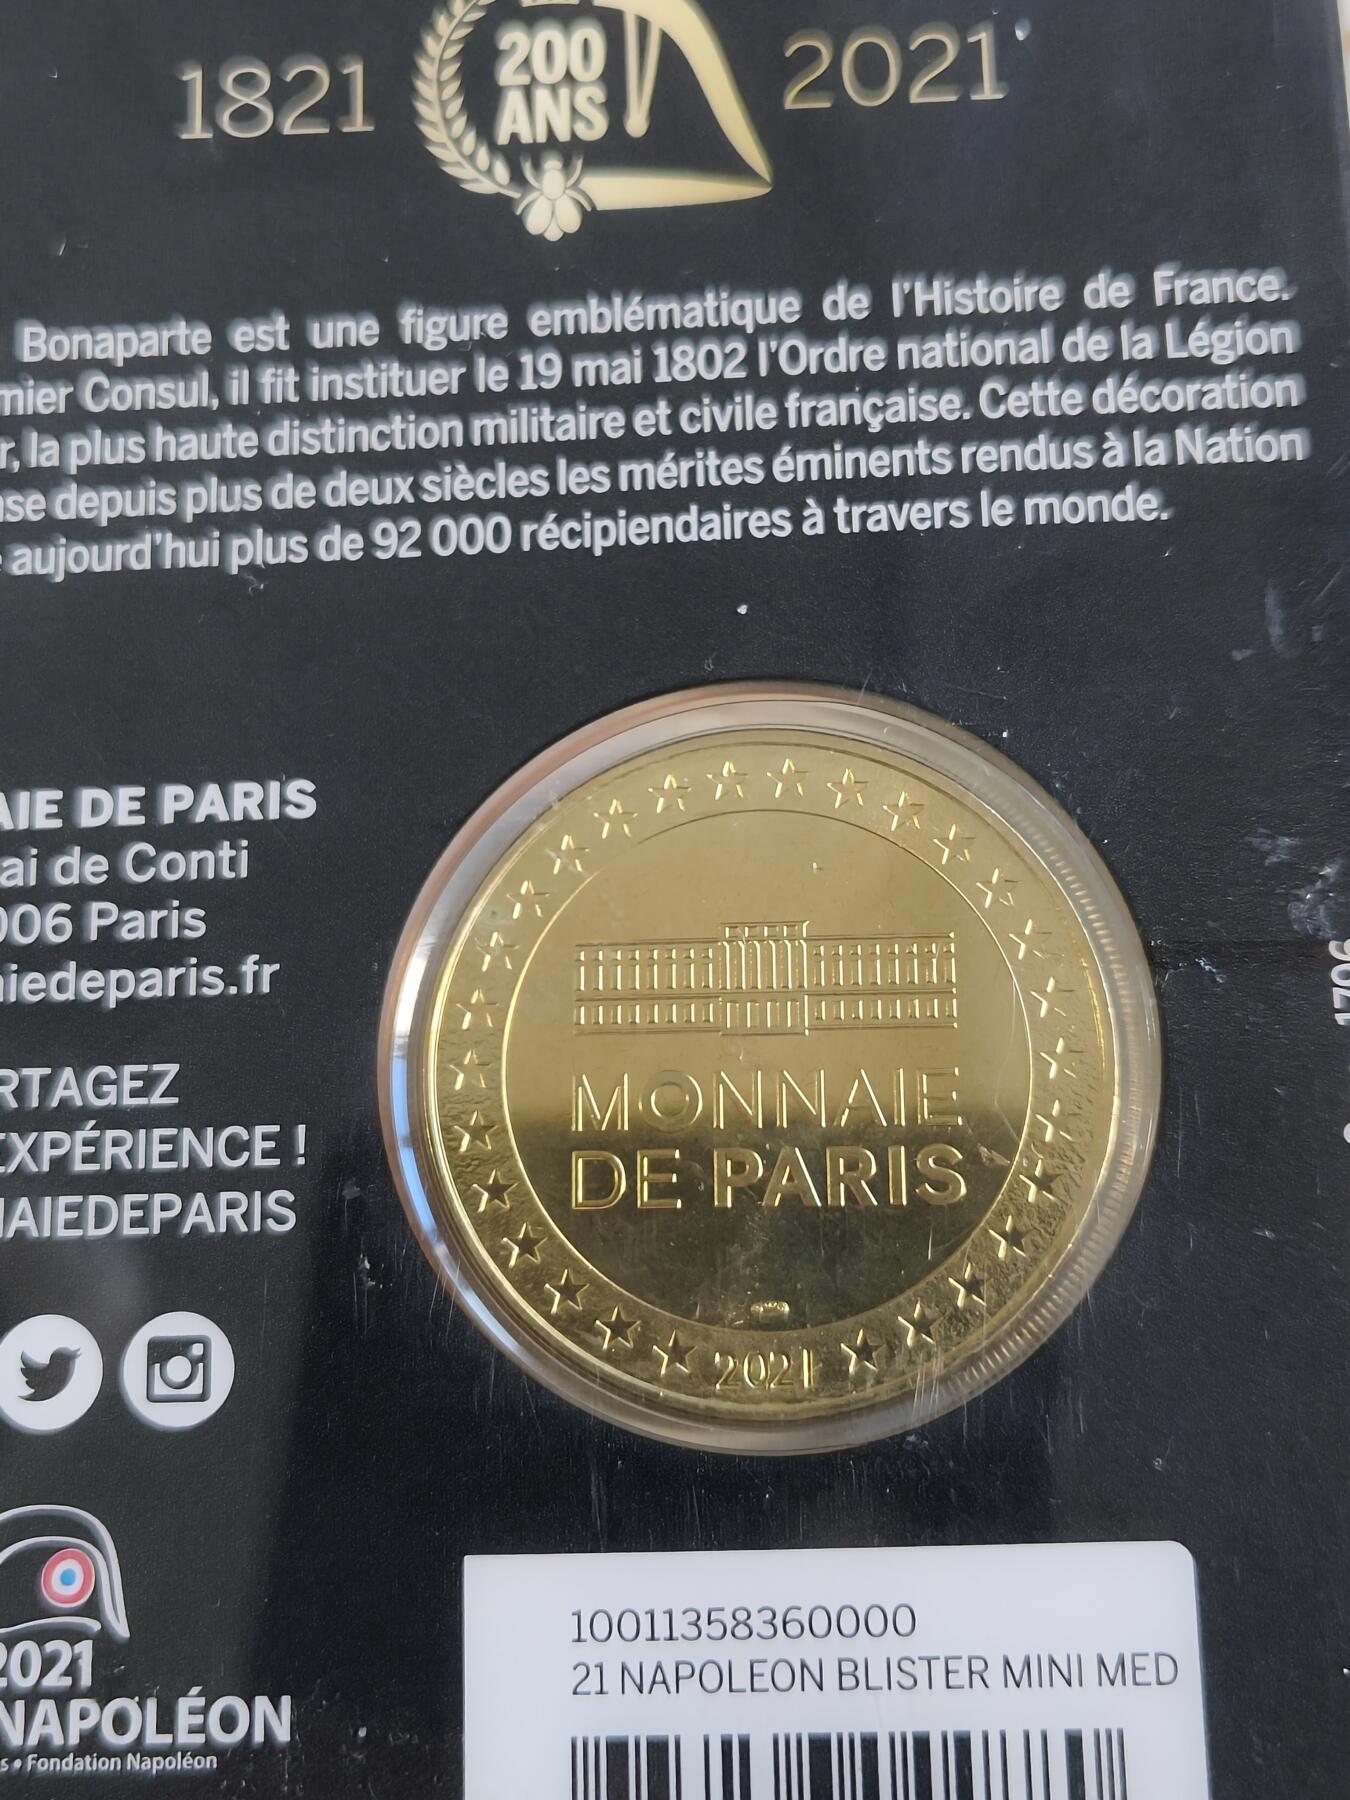 1821
200
ANS
2021
Bonaparte est une figure emblématique de l'Histoire de France.
mier Consul, il fit instituer le 19 mai 1802 l'Ordre national de la Légion
r, la plus haute distinction militaire et civile française. Cette décoration
nse depuis plus de deux siècles les mérites éminents rendus à la Nation
aujourd'hui plus de 92 000 récipiendaires à travers le monde.
AIE DE PARIS
ai de Conti
006 Paris
aiedeparis.fr
RTAGEZ
EXPÉRIENCE !
NAIEDEPARIS
MONNAIE
DE PARIS
2021
2021
NAPOLÉON
s • Fondation Napoléon
10011358360000
21 NAPOLEON BLISTER MINI MED
1706